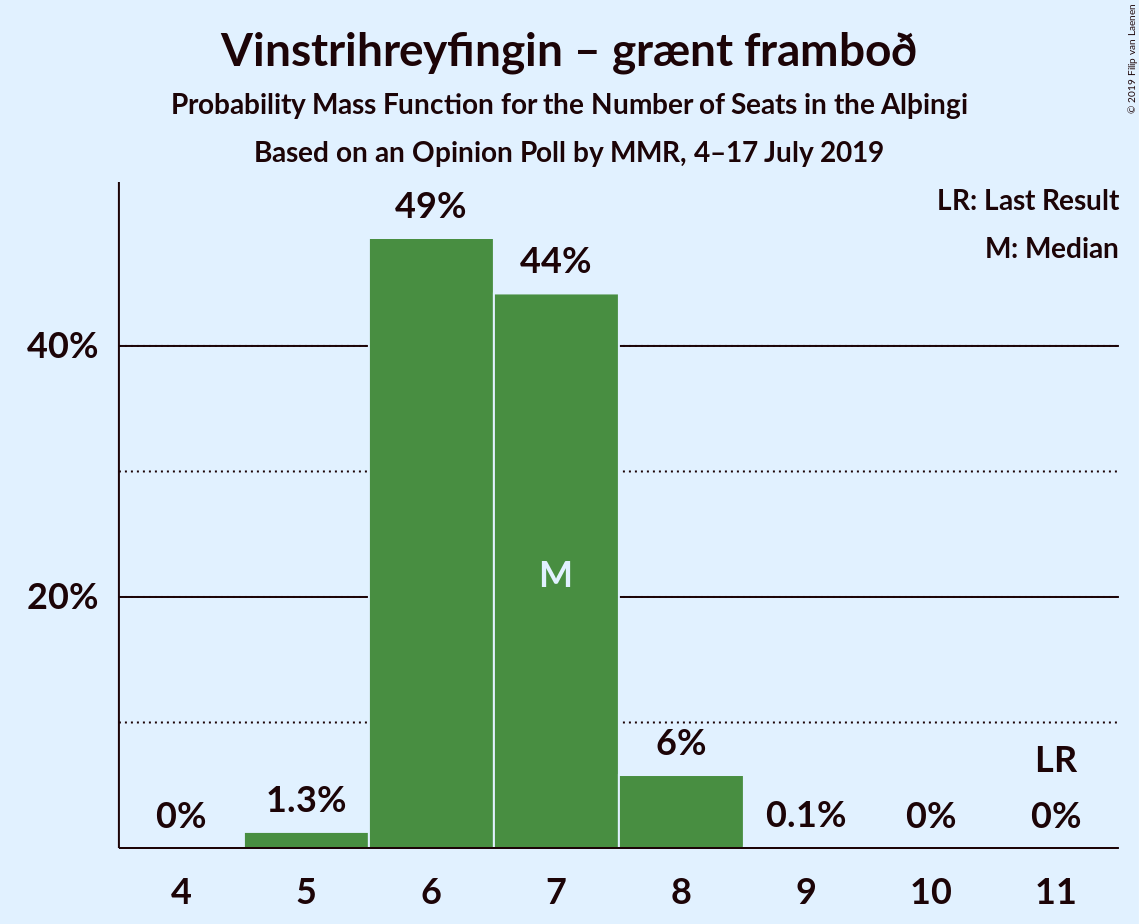 Vinstrihreyfingin – grænt framboð
Probability Mass Function for the Number of Seats in the Alþingi
Based on an Opinion Poll by MMR, 4–17 July 2019
© 2019 Filip van Laenen
LR: Last Result
M: Median
49%
44%
40%
M
20%
6%
LR
0%
1.3%
0.1%
0%
0%
4 5 6 7 8 9 10 11